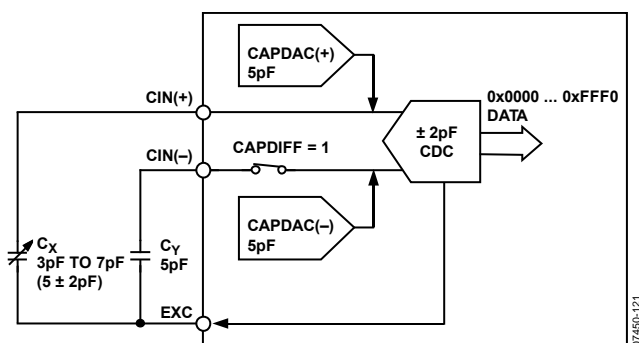 CAPDAC(+)
5pF
CIN(+)
0x0000 ... 0xFFF0
DATA
CIN(–)
CAPDIFF = 1
± 2pF
CDC
CAPDAC(–)
5pF
CX
3pF TO 7pF
(5 ± 2pF)
CY
5pF
EXC
07450-121